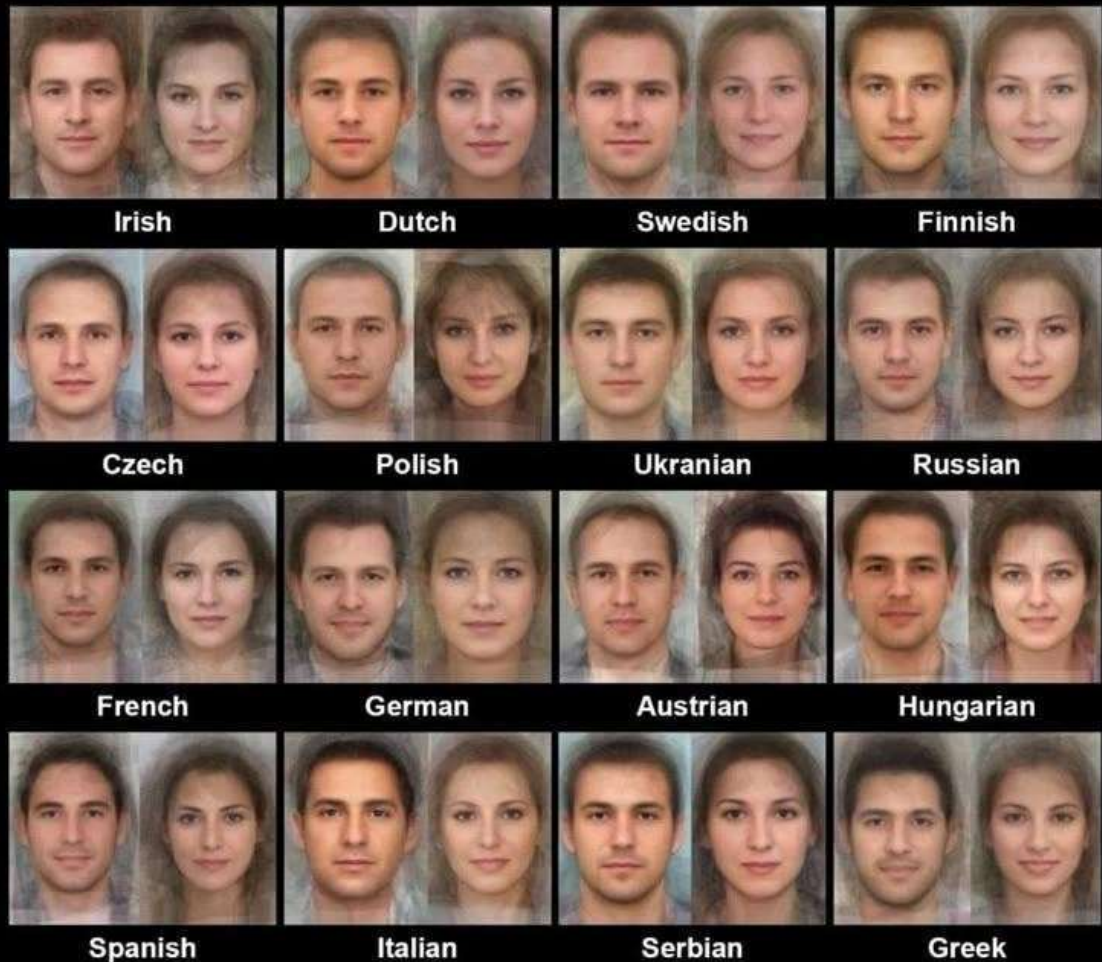 Irish Dutch Swedish Finnish
Czech Polish Ukranian Russian
French German Austrian Hungarian
Spanish Italian Serbian Greek